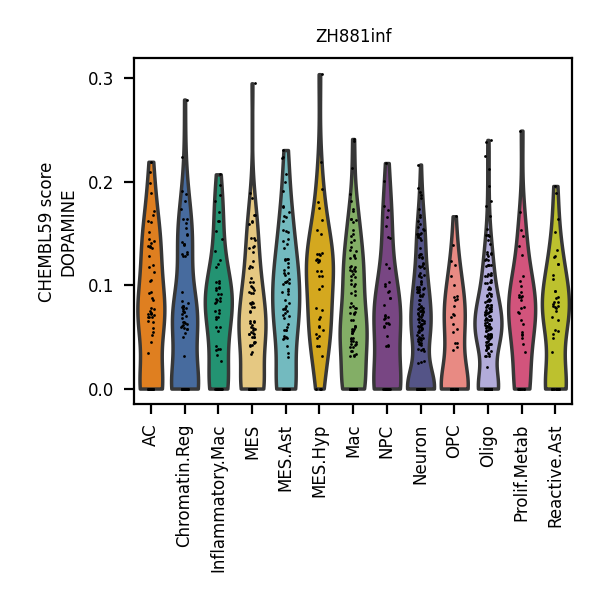 ZH881inf
CHEMBL59 score
DOPAMINE
0.3
0.2
0.1
0.0
AC
Chromatin.Reg
Inflammatory.Mac
MES
MES.Ast
MES.Hyp
Mac
NPC
Neuron
OPC
Oligo
Prolif.Metab
Reactive.Ast